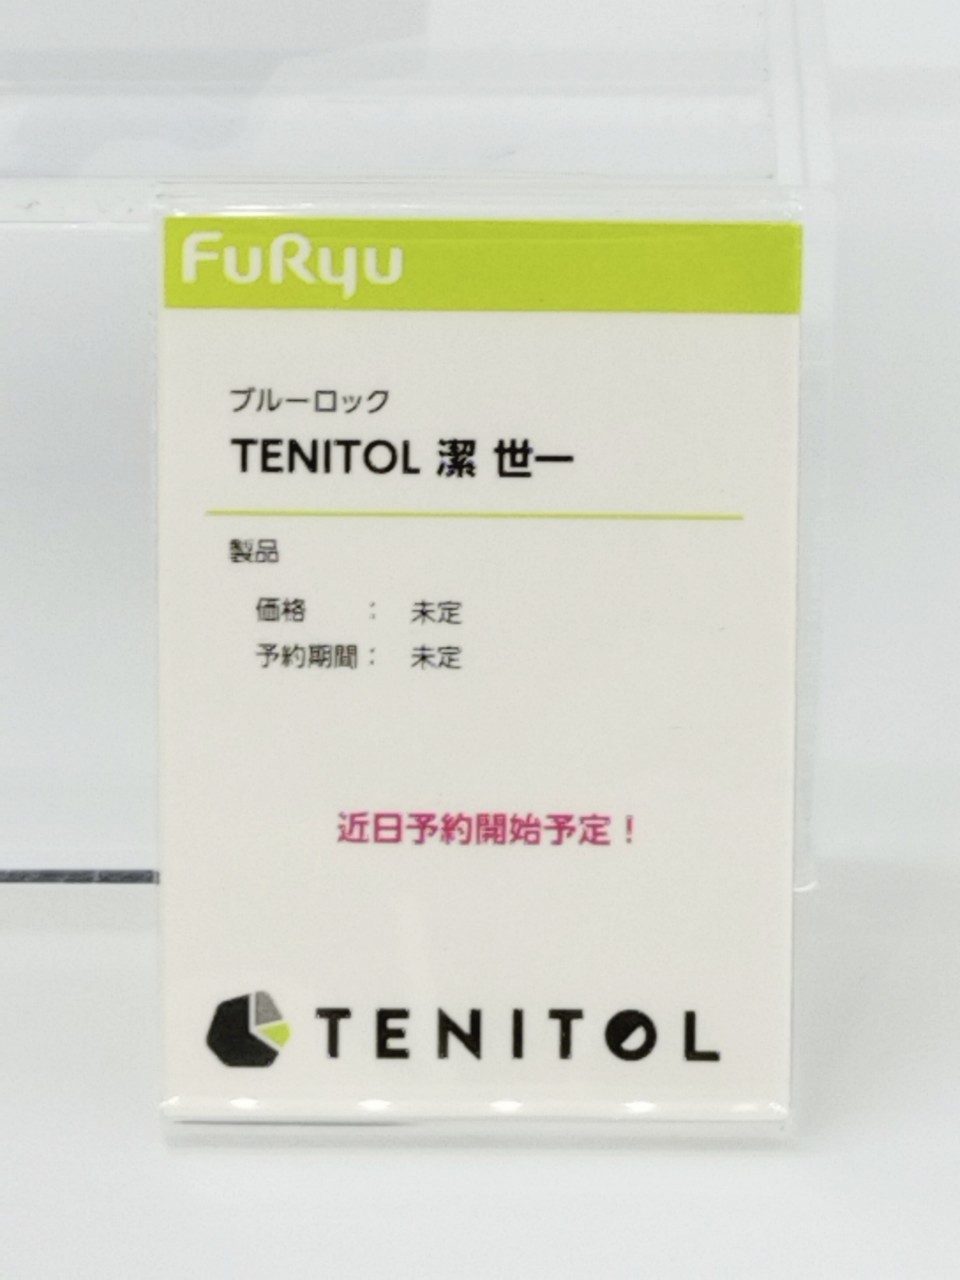 FuRyu
ブルーロック
TENITOL 潔 世一
製品
価格 : 未定
予約期間 : 未定
近日予約開始予定！
TENITOL